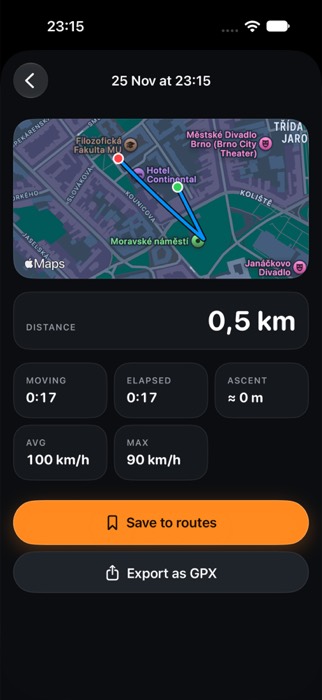 23:15
25 Nov at 23:15
TŘÍDA
JARO
Městské Divadlo
Brno (Brno City
Theater)
Filozofická
Fakulta MU
Hotel
Continental
KOUNICOVA
KOLIŠTĚ
JASELSKÁ
Moravské náměstí
Janáčkovo
Divadlo
Maps
DISTANCE
0,5 km
MOVING
0:17
ELAPSED
0:17
ASCENT
≈ 0 m
AVG
100 km/h
MAX
90 km/h
Save to routes
Export as GPX